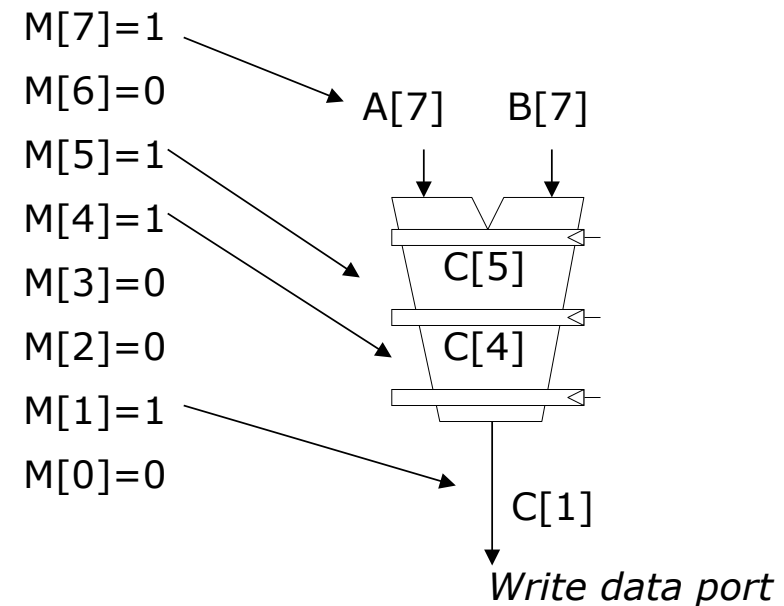 M[7]=1
M[6]=0
M[5]=1
M[4]=1
M[3]=0
M[2]=0
M[1]=1
M[0]=0
A[7] B[7]
C[5]
C[4]
C[1]
Write data port